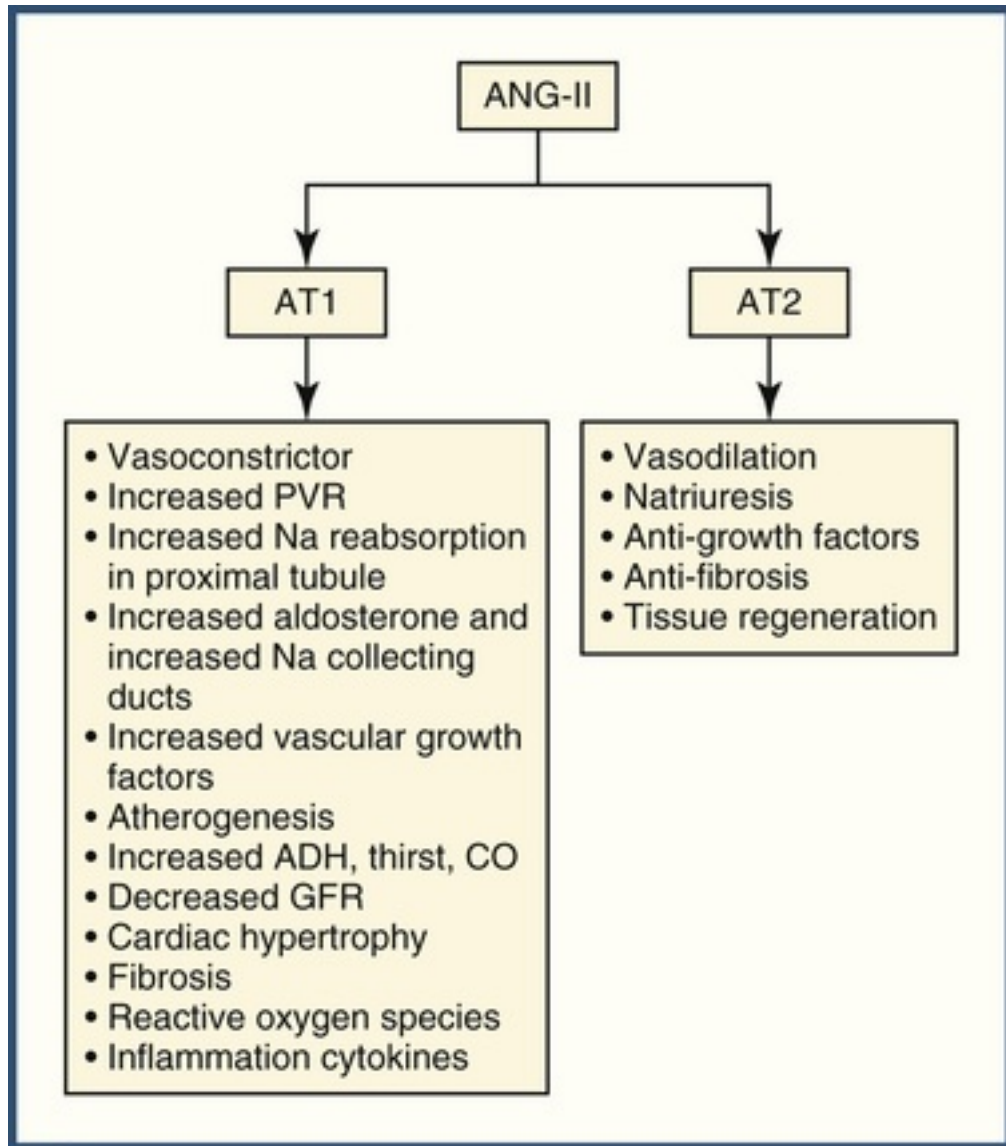 ANG-II
AT1
AT2
• Vasoconstrictor
• Increased PVR
• Increased Na reabsorption
in proximal tubule
• Increased aldosterone and
increased Na collecting
ducts
• Increased vascular growth
factors
• Atherogenesis
• Increased ADH, thirst, CO
• Decreased GFR
• Cardiac hypertrophy
• Fibrosis
• Reactive oxygen species
• Inflammation cytokines
• Vasodilation
• Natriuresis
• Anti-growth factors
• Anti-fibrosis
• Tissue regeneration